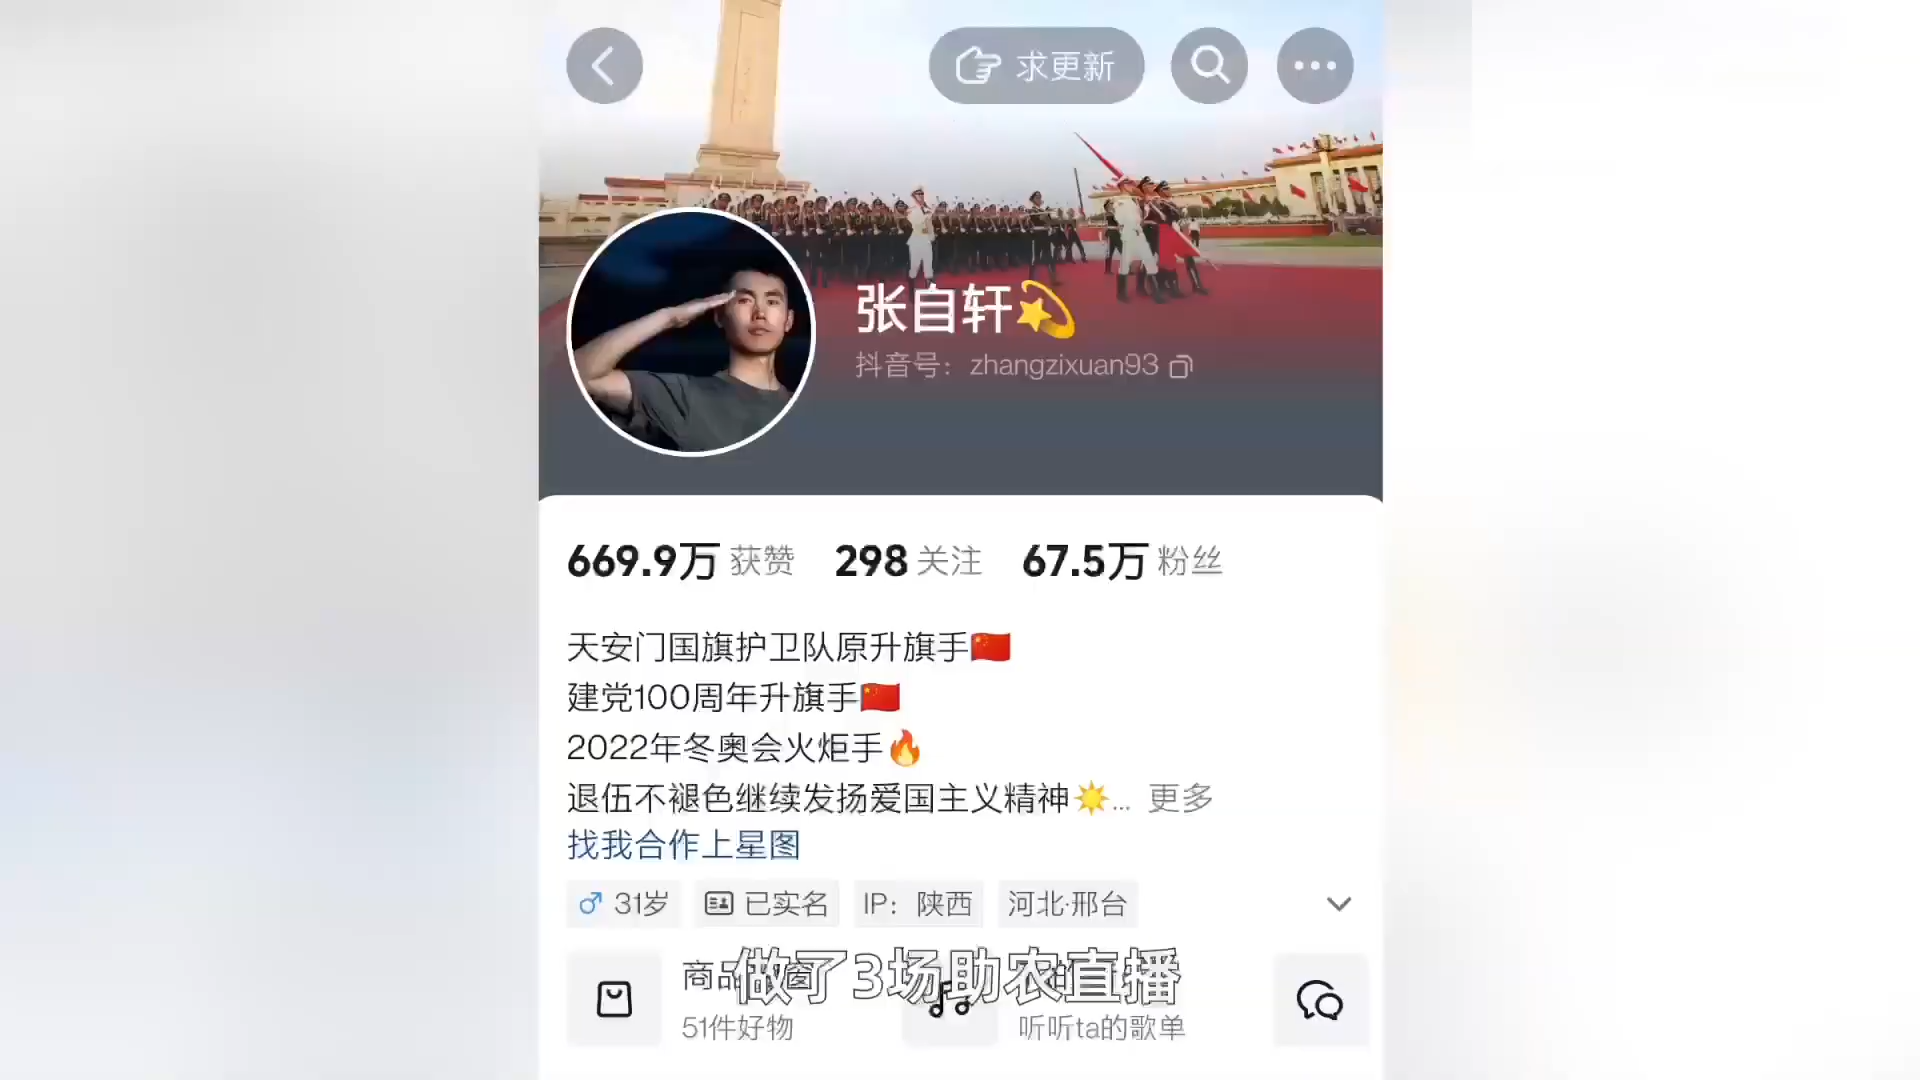 求更新
张自轩
抖音号：zhangzixuan93
669.9万 获赞 298 关注 67.5万 粉丝
天安门国旗护卫队原升旗手
建党100周年升旗手
2022年冬奥会火炬手
退伍不褪色继续发扬爱国主义精神... 更多
找我合作上星图
31岁 已实名 IP：陕西 河北·邢台
做了3场助农直播
51件好物 听听ta的歌单